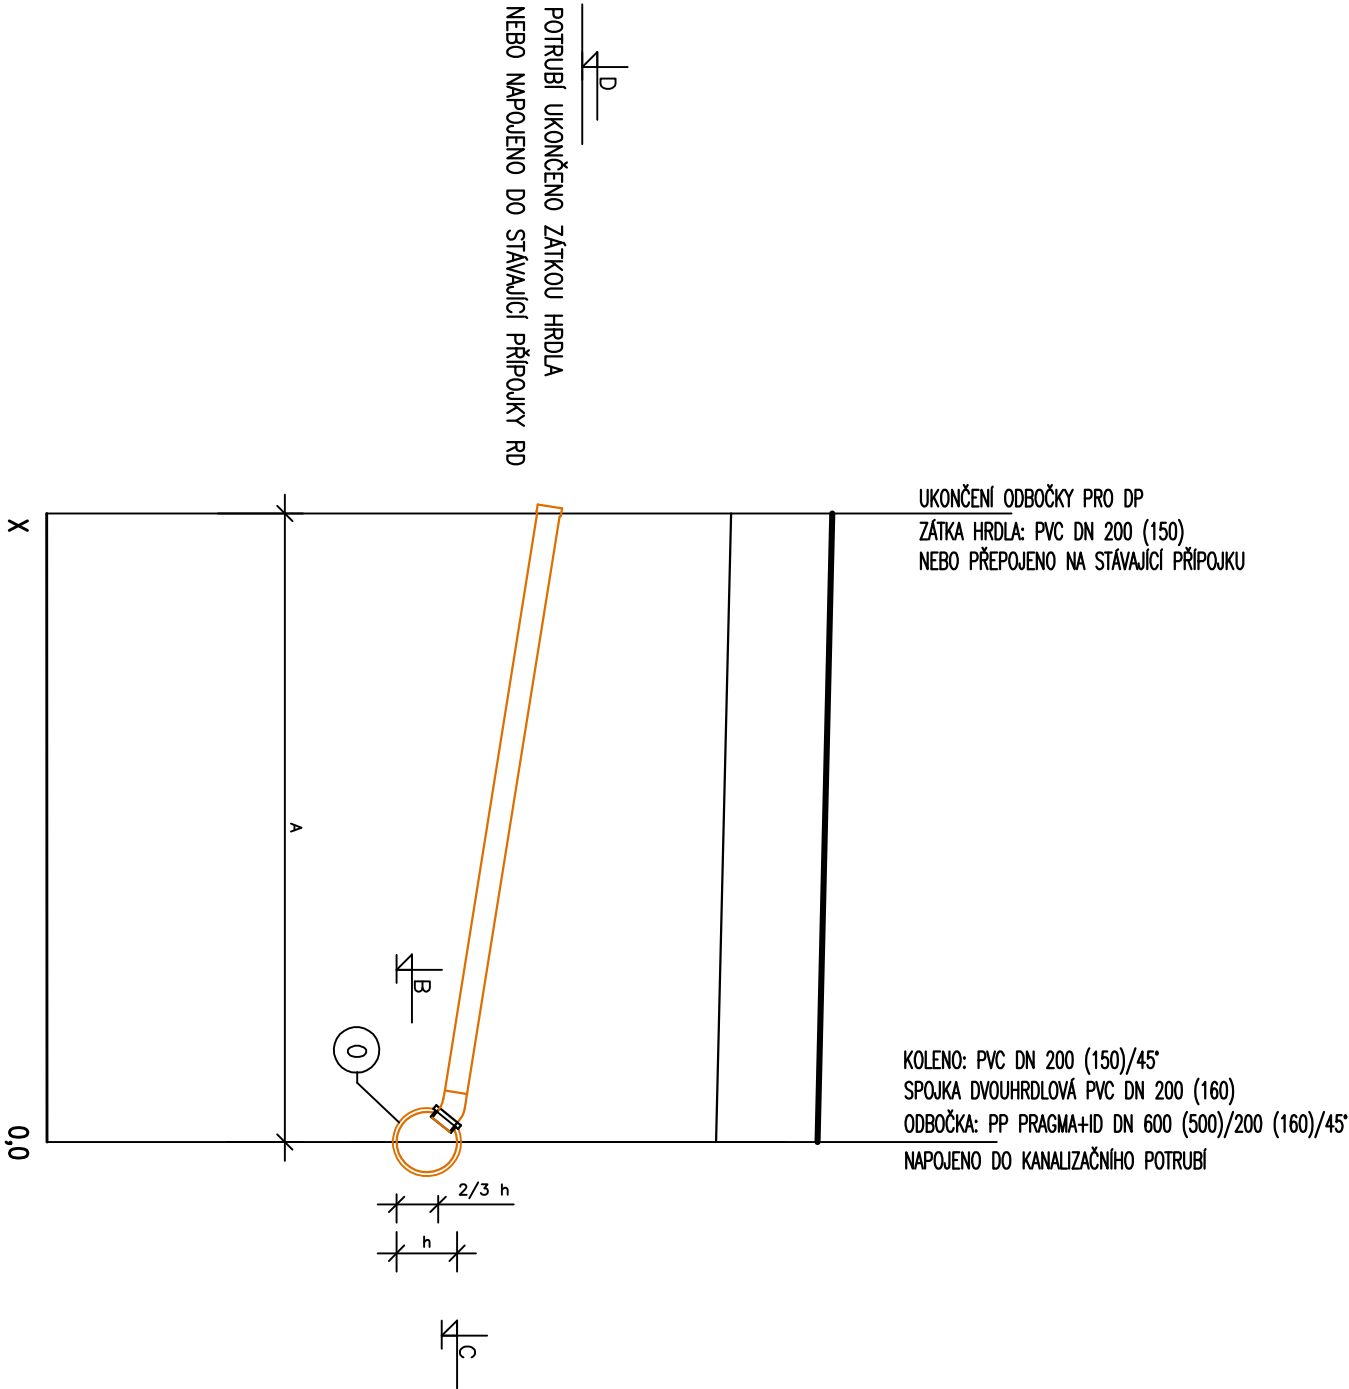 D
POTRUBÍ UKONČENO ZÁTKOU HRDLA
NEBO NAPOJENO DO STÁVAJÍCÍ PŘÍPOJKY RD
UKONČENÍ ODBOČKY PRO DP
ZÁTKA HRDLA: PVC DN 200 (150)
NEBO PŘEPOJENO NA STÁVAJÍCÍ PŘÍPOJKU
X
A
B
O
KOLENO: PVC DN 200 (150)/45°
SPOJKA DVOUHRDLOVÁ PVC DN 200 (160)
ODBOČKA: PP PRAGMA+ID DN 600 (500)/200 (160)/45°
NAPOJENO DO KANALIZAČNÍHO POTRUBÍ
0,0
2/3 h
h
C